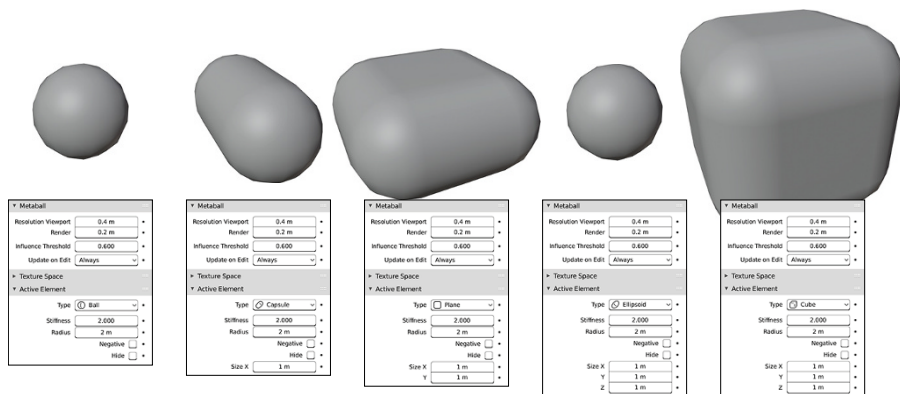 Metaball
Resolution Viewport 0.4 m
Render 0.2 m
Influence Threshold 0.600
Update on Edit Always
Texture Space
Active Element
Type Ball
Stiffness 2.000
Radius 2 m
Negative
Hide
Metaball
Resolution Viewport 0.4 m
Render 0.2 m
Influence Threshold 0.600
Update on Edit Always
Texture Space
Active Element
Type Capsule
Stiffness 2.000
Radius 2 m
Negative
Hide
Size X 1 m
Metaball
Resolution Viewport 0.4 m
Render 0.2 m
Influence Threshold 0.600
Update on Edit Always
Texture Space
Active Element
Type Plane
Stiffness 2.000
Radius 2 m
Negative
Hide
Size X 1 m
Y 1 m
Metaball
Resolution Viewport 0.4 m
Render 0.2 m
Influence Threshold 0.600
Update on Edit Always
Texture Space
Active Element
Type Ellipsoid
Stiffness 2.000
Radius 2 m
Negative
Hide
Size X 1 m
Y 1 m
Z 1 m
Metaball
Resolution Viewport 0.4 m
Render 0.2 m
Influence Threshold 0.600
Update on Edit Always
Texture Space
Active Element
Type Cube
Stiffness 2.000
Radius 2 m
Negative
Hide
Size X 1 m
Y 1 m
Z 1 m